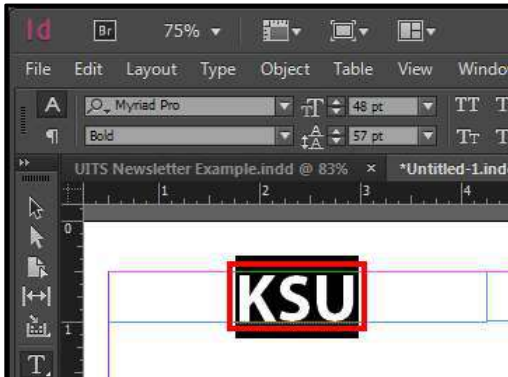 Id Br 75%
File Edit Layout Type Object Table View Windo
A Myriad Pro 48 pt TT T
¶ Bold 57 pt Tт T
UITS Newsletter Example.indd @ 83% × *Untitled-1.ind
1 2 3 4
0
KSU
1
T